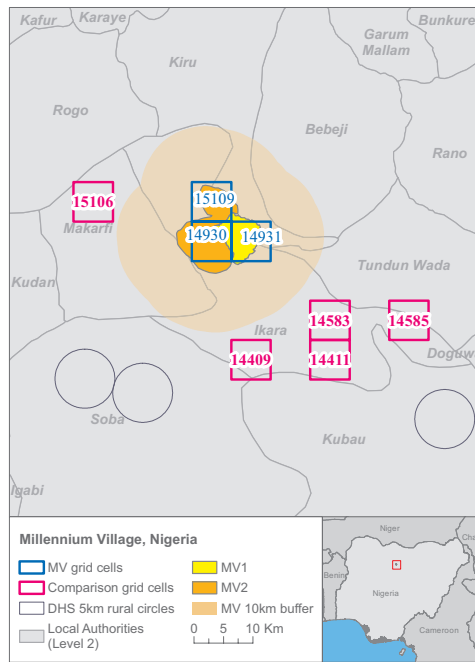 Kafur
Karaye
Bunkure
Garum
Mallam
Kiru
Rogo
Bebeji
Rano
15106
15109
Makarfi
14930
14931
Kudan
Tundun Wada
14583
14585
Ikara
14409
14411
Doguw
Soba
Kubau
Igabi
Millennium Village, Nigeria
MV grid cells
Comparison grid cells
DHS 5km rural circles
Local Authorities
(Level 2)
MV1
MV2
MV 10km buffer
0 5 10 Km
Niger
Cha
Benin
Nigeria
Cameroon